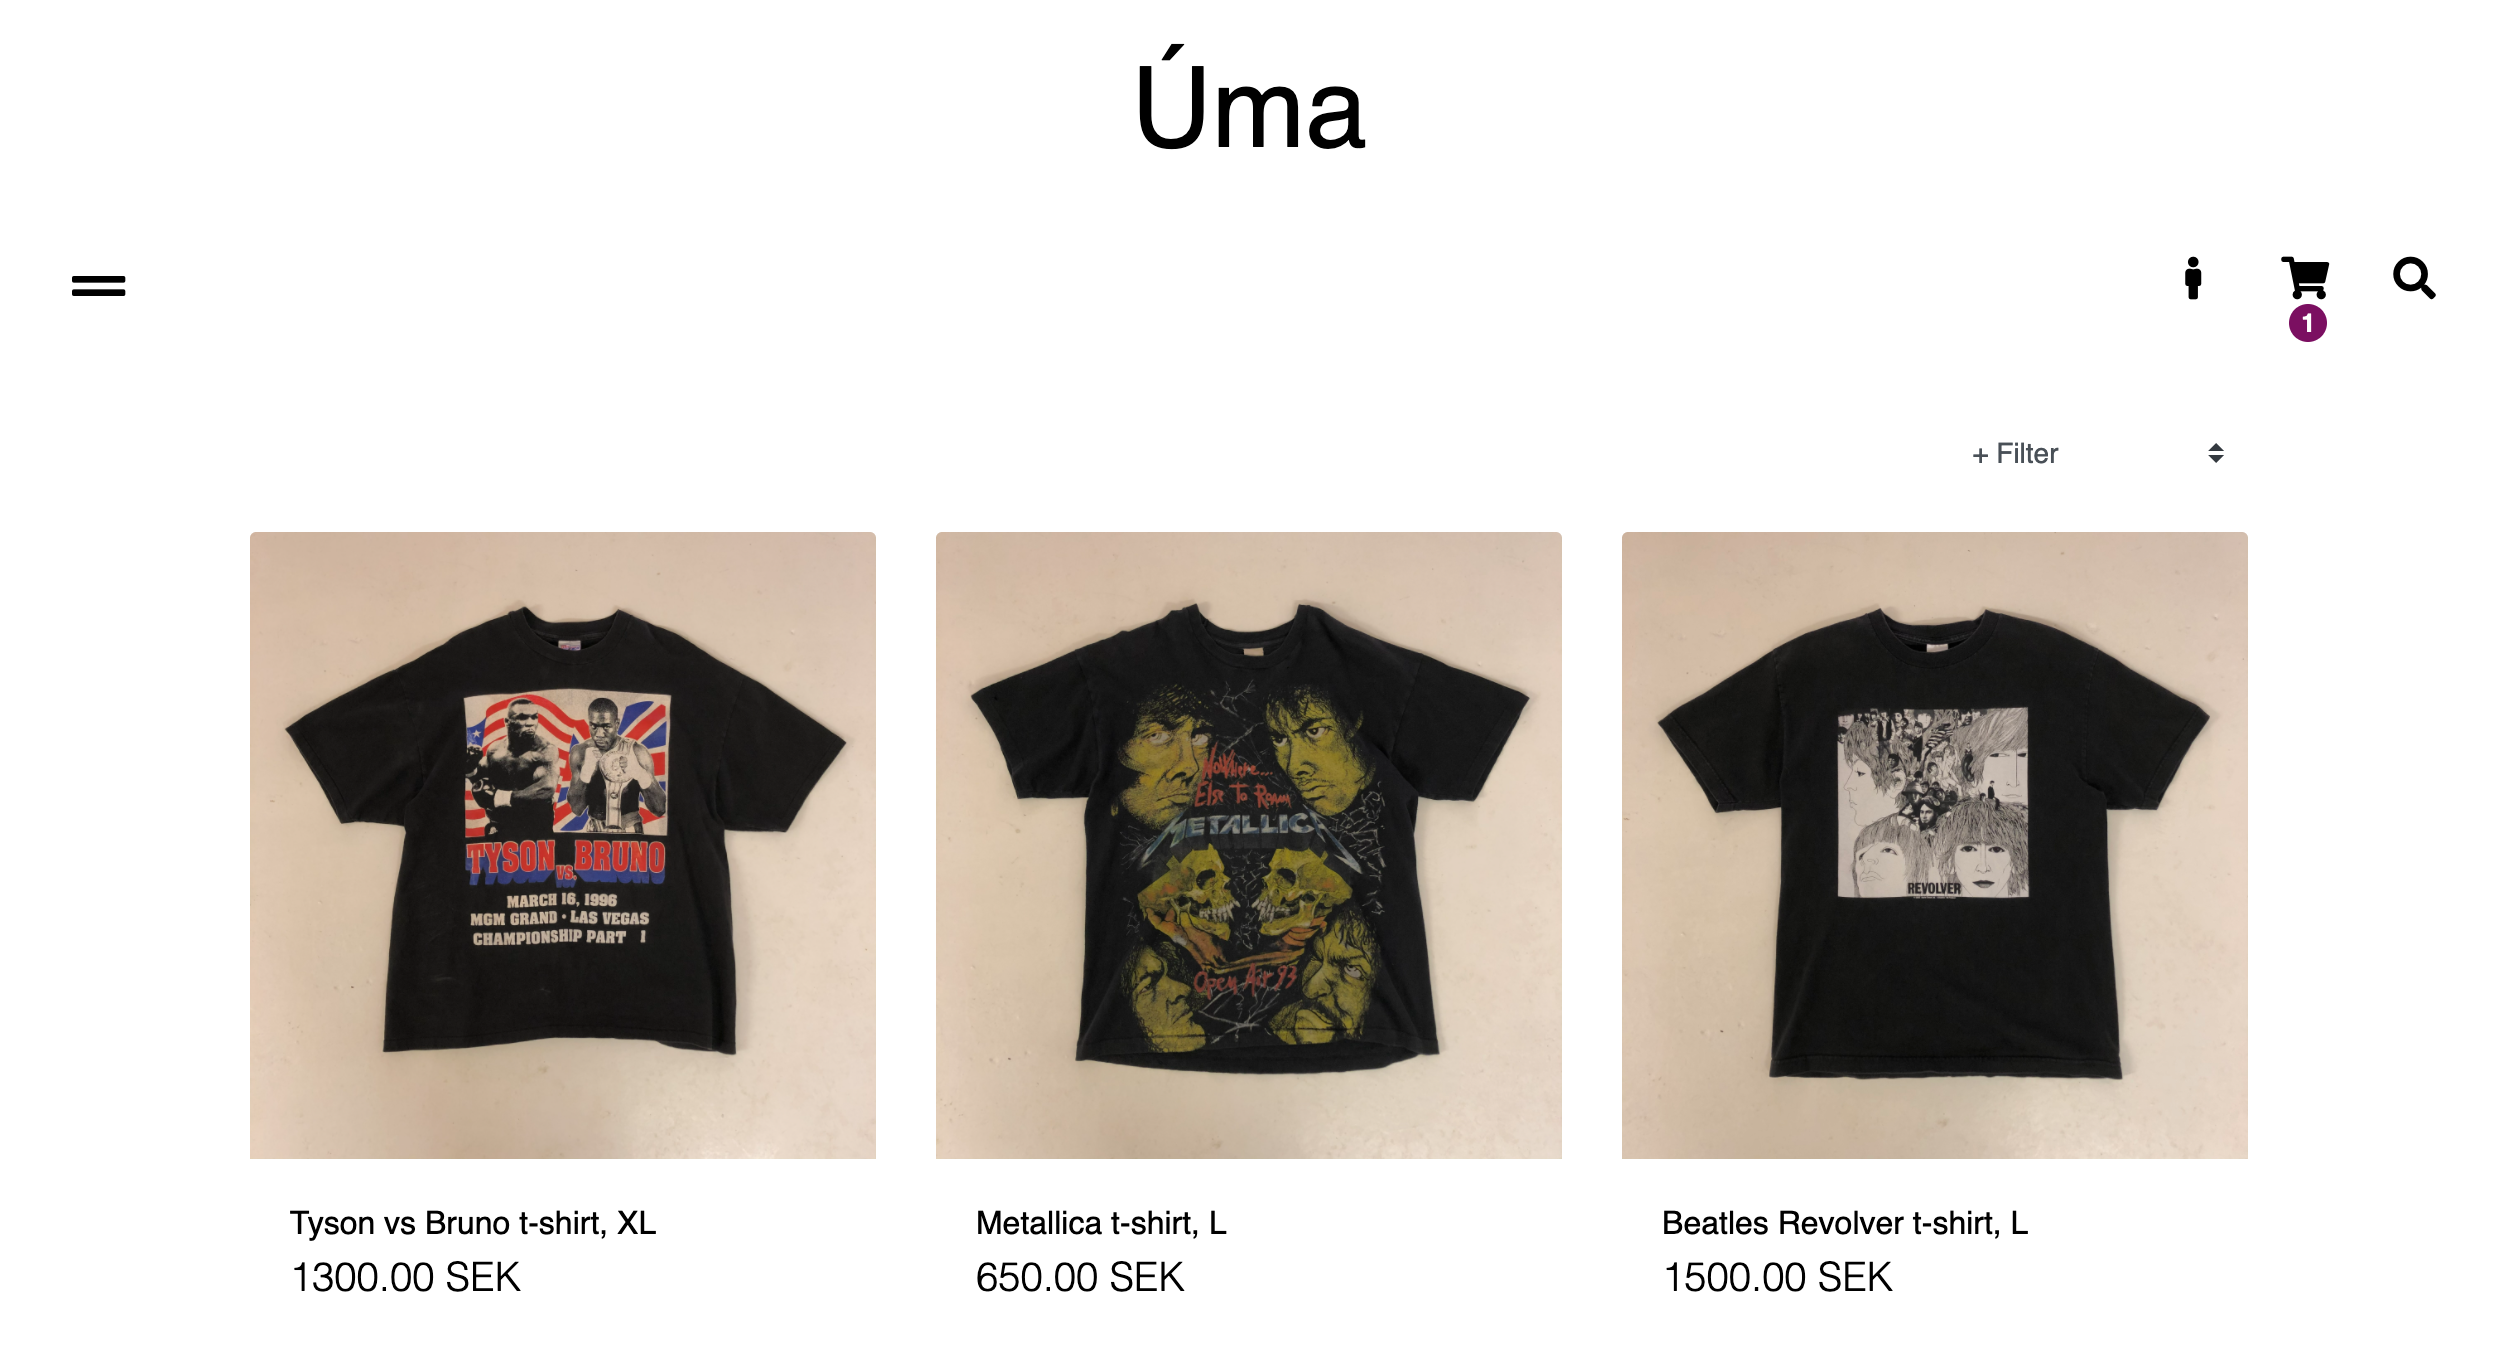 Úma
1
+ Filter
TYSON VS. BRUNO
MARCH 16, 1996
MGM GRAND • LAS VEGAS
CHAMPIONSHIP PART I
NoWhere...
Else To Roam
METALLICA
Open Air 93
REVOLVER
Tyson vs Bruno t-shirt, XL
1300.00 SEK
Metallica t-shirt, L
650.00 SEK
Beatles Revolver t-shirt, L
1500.00 SEK